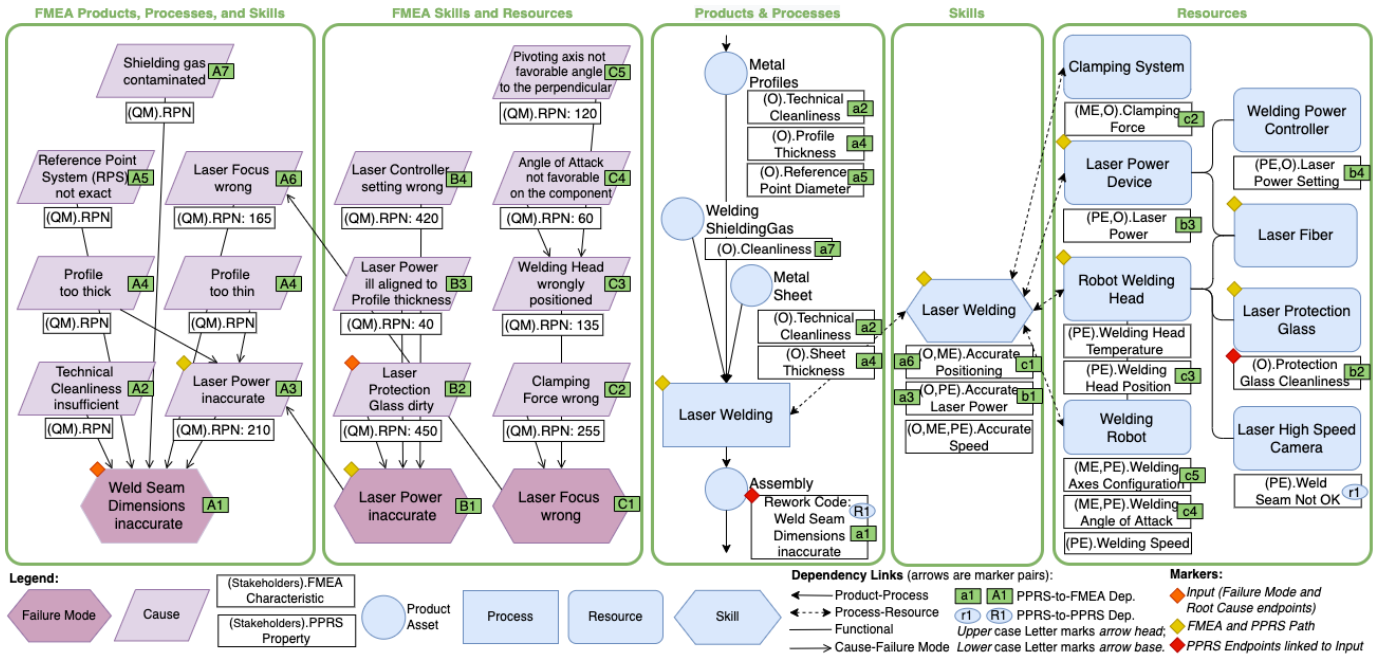 FMEA Products, Processes, and Skills
FMEA Skills and Resources
Products & Processes
Skills
Resources
Shielding gas
contaminated
A7
(QM).RPN
Reference Point
System (RPS)
not exact
A5
(QM).RPN
Laser Focus
wrong
A6
(QM).RPN: 165
Profile
too thick
A4
(QM).RPN
Profile
too thin
A4
(QM).RPN
Technical
Cleanliness
insufficient
A2
(QM).RPN
Laser Power
inaccurate
A3
(QM).RPN: 210
Weld Seam
Dimensions
inaccurate
A1
Pivoting axis not
favorable angle
to the perpendicular
C5
(QM).RPN: 120
Laser Controller
setting wrong
B4
(QM).RPN: 420
Angle of Attack
not favorable
on the component
C4
(QM).RPN: 60
Laser Power
ill aligned to
Profile thickness
B3
(QM).RPN: 40
Welding Head
wrongly
positioned
C3
(QM).RPN: 135
Laser
Protection
Glass dirty
B2
(QM).RPN: 450
Clamping
Force wrong
C2
(QM).RPN: 255
Laser Power
inaccurate
B1
Laser Focus
wrong
C1
Metal
Profiles
(O).Technical
Cleanliness
a2
(O).Profile
Thickness
a4
(O).Reference
Point Diameter
a5
Welding
ShieldingGas
(O).Cleanliness
a7
Metal
Sheet
(O).Technical
Cleanliness
a2
(O).Sheet
Thickness
a4
Laser Welding
Assembly
Rework Code:
Weld Seam
Dimensions
inaccurate
R1
a1
Laser Welding
a6
(O,ME).Accurate
Positioning
c1
a3
(O,PE).Accurate
Laser Power
b1
(O,ME,PE).Accurate
Speed
Clamping System
(ME,O).Clamping
Force
c2
Laser Power
Device
(PE,O).Laser
Power
b3
Robot Welding
Head
(PE).Welding Head
Temperature
(PE).Welding
Head Position
c3
Welding
Robot
(ME,PE).Welding
Axes Configuration
c5
(ME,PE).Welding
Angle of Attack
c4
(PE).Welding Speed
Welding Power
Controller
(PE,O).Laser
Power Setting
b4
Laser Fiber
Laser Protection
Glass
(O).Protection
Glass Cleanliness
b2
Laser High Speed
Camera
(PE).Weld
Seam Not OK
r1
Legend:
Failure Mode
Cause
(Stakeholders).FMEA
Characteristic
(Stakeholders).PPRS
Property
Product
Asset
Process
Resource
Skill
Dependency Links (arrows are marker pairs):
Product-Process
Process-Resource
Functional
Cause-Failure Mode
a1 A1 PPRS-to-FMEA Dep.
r1 R1 PPRS-to-PPRS Dep.
Upper case Letter marks arrow head;
Lower case Letter marks arrow base.
Markers:
Input (Failure Mode and
Root Cause endpoints)
FMEA and PPRS Path
PPRS Endpoints linked to Input